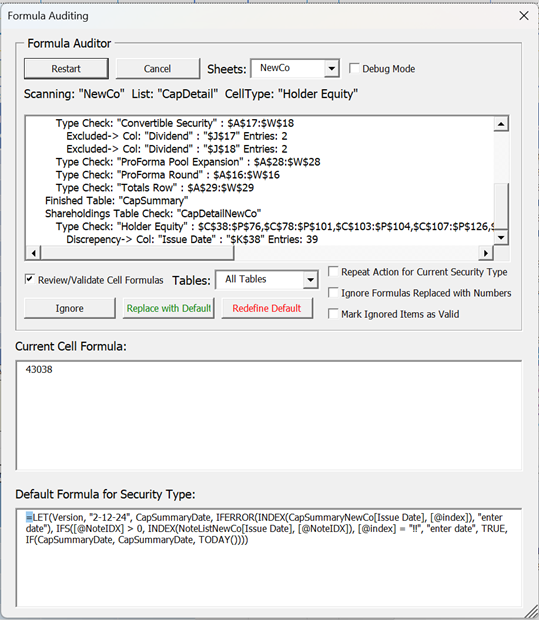 Formula Auditing
Formula Auditor
Restart Cancel Sheets: NewCo Debug Mode
Scanning: "NewCo" List: "CapDetail" CellType: "Holder Equity"
Type Check: "Convertible Security" : $A$17:$W$18
Excluded-> Col: "Dividend" : "$J$17" Entries: 2
Excluded-> Col: "Dividend" : "$J$18" Entries: 2
Type Check: "ProForma Pool Expansion" : $A$28:$W$28
Type Check: "ProForma Round" : $A$16:$W$16
Type Check: "Totals Row" : $A$29:$W$29
Finished Table: "CapSummary"
Shareholdings Table Check: "CapDetailNewCo"
Type Check: "Holder Equity" : $C$38:$P$76,$C$78:$P$101,$C$103:$P$104,$C$107:$P$126,$
Discrepency-> Col: "Issue Date" : "$K$38" Entries: 39
Review/Validate Cell Formulas Tables: All Tables
Repeat Action for Current Security Type
Ignore Formulas Replaced with Numbers
Ignore Replace with Default Redefine Default
Mark Ignored Items as Valid
Current Cell Formula:
43038
Default Formula for Security Type:
=LET(Version, "2-12-24", CapSummaryDate, IFERROR(INDEX(CapSummaryNewCo[Issue Date], [@index]), "enter
date"), IFS([@NoteIDX] > 0, INDEX(NoteListNewCo[Issue Date], [@NoteIDX]), [@index] = "!!", "enter date", TRUE,
IF(CapSummaryDate, CapSummaryDate, TODAY())))